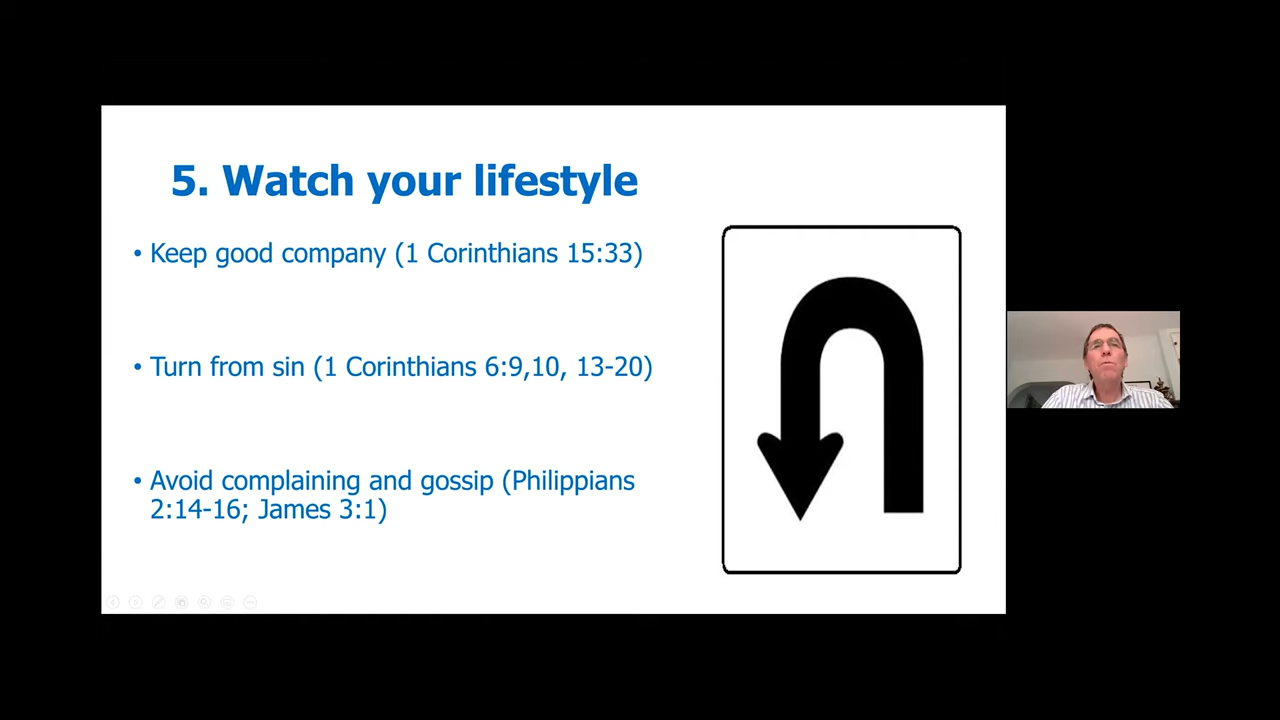 5. Watch your lifestyle
• Keep good company (1 Corinthians 15:33)
• Turn from sin (1 Corinthians 6:9,10, 13-20)
• Avoid complaining and gossip (Philippians
2:14-16; James 3:1)